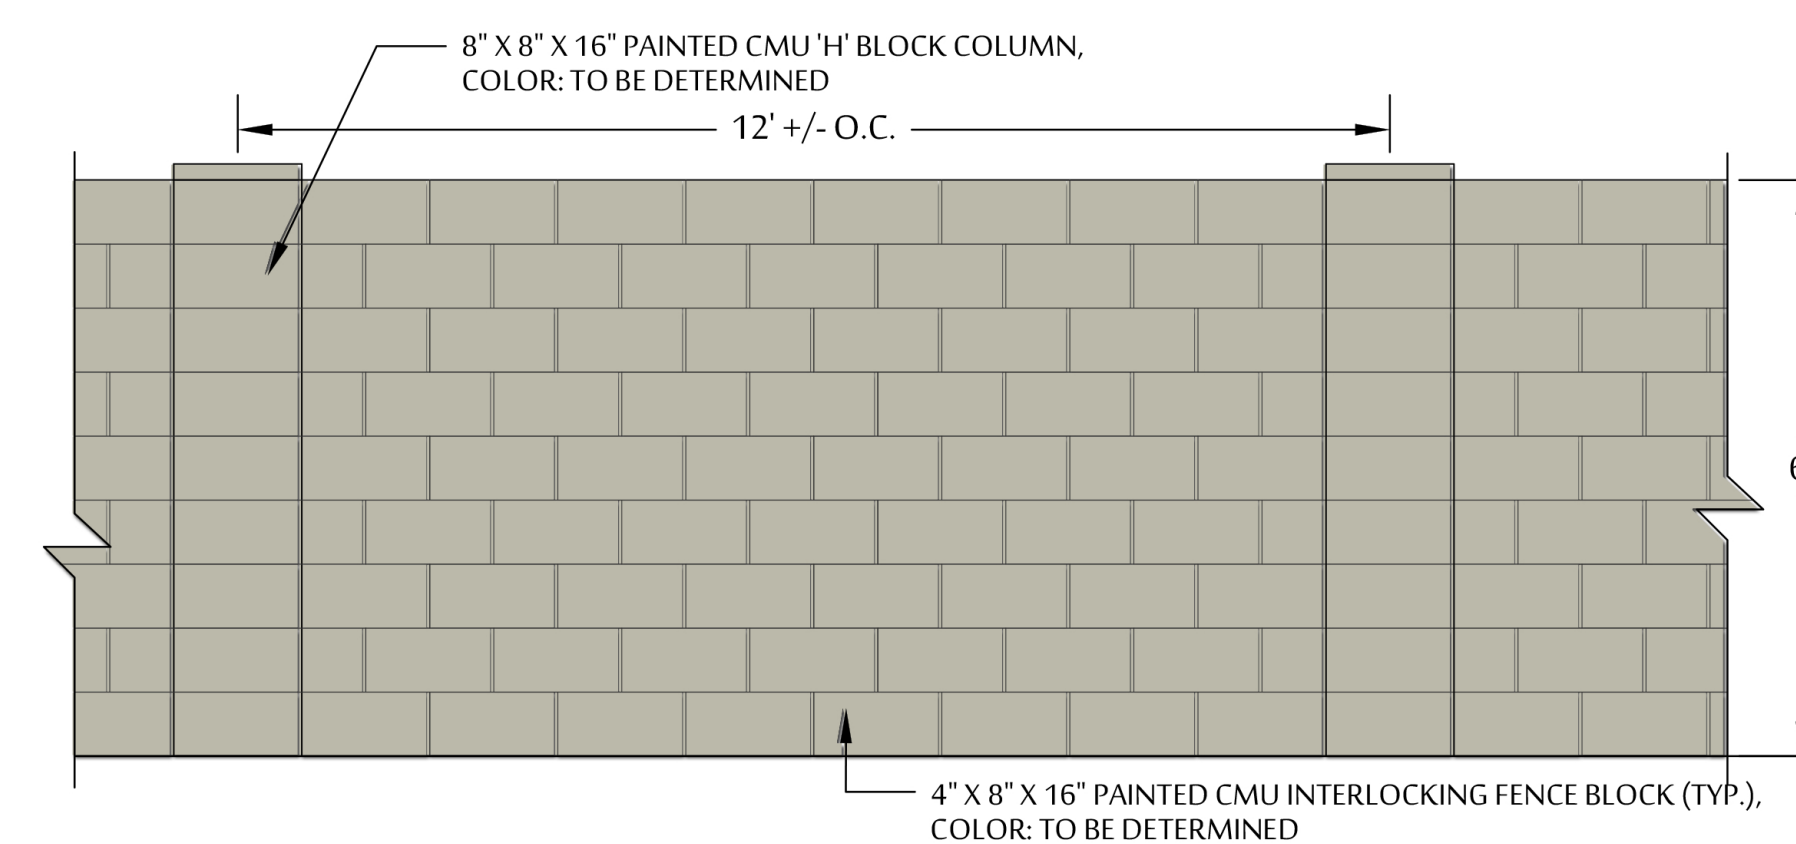 8" X 8" X 16" PAINTED CMU 'H' BLOCK COLUMN,
COLOR: TO BE DETERMINED
12' +/- O.C.
4" X 8" X 16" PAINTED CMU INTERLOCKING FENCE BLOCK (TYP.),
COLOR: TO BE DETERMINED